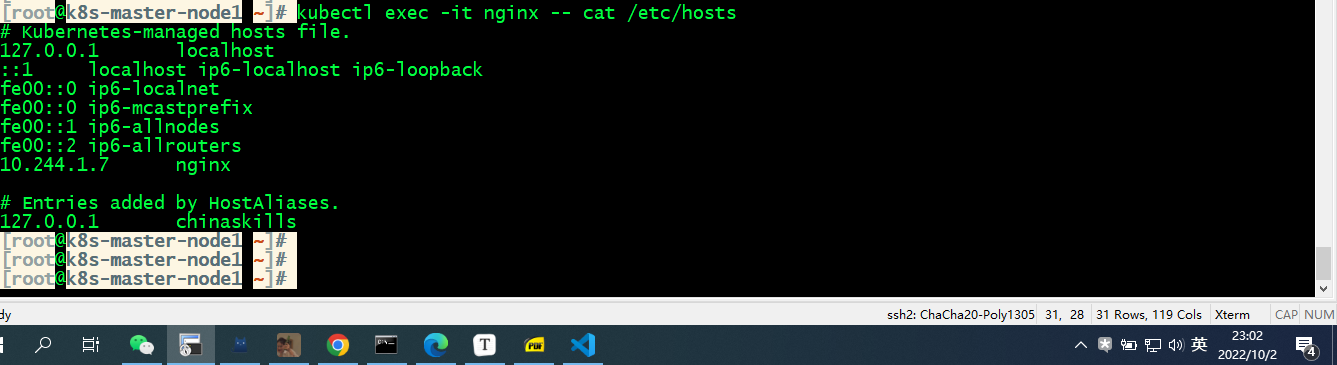 [root@k8s-master-node1 ~]# kubectl exec -it nginx -- cat /etc/hosts
# Kubernetes-managed hosts file.
127.0.0.1       localhost
::1     localhost ip6-localhost ip6-loopback
fe00::0 ip6-localnet
fe00::0 ip6-mcastprefix
fe00::1 ip6-allnodes
fe00::2 ip6-allrouters
10.244.1.7      nginx
# Entries added by HostAliases.
127.0.0.1       chinaskills
[root@k8s-master-node1 ~]#
[root@k8s-master-node1 ~]#
[root@k8s-master-node1 ~]#
dy ssh2: ChaCha20-Poly1305 31, 28 31 Rows, 119 Cols Xterm CAP NUM
T PDF 英 23:02
2022/10/2 4